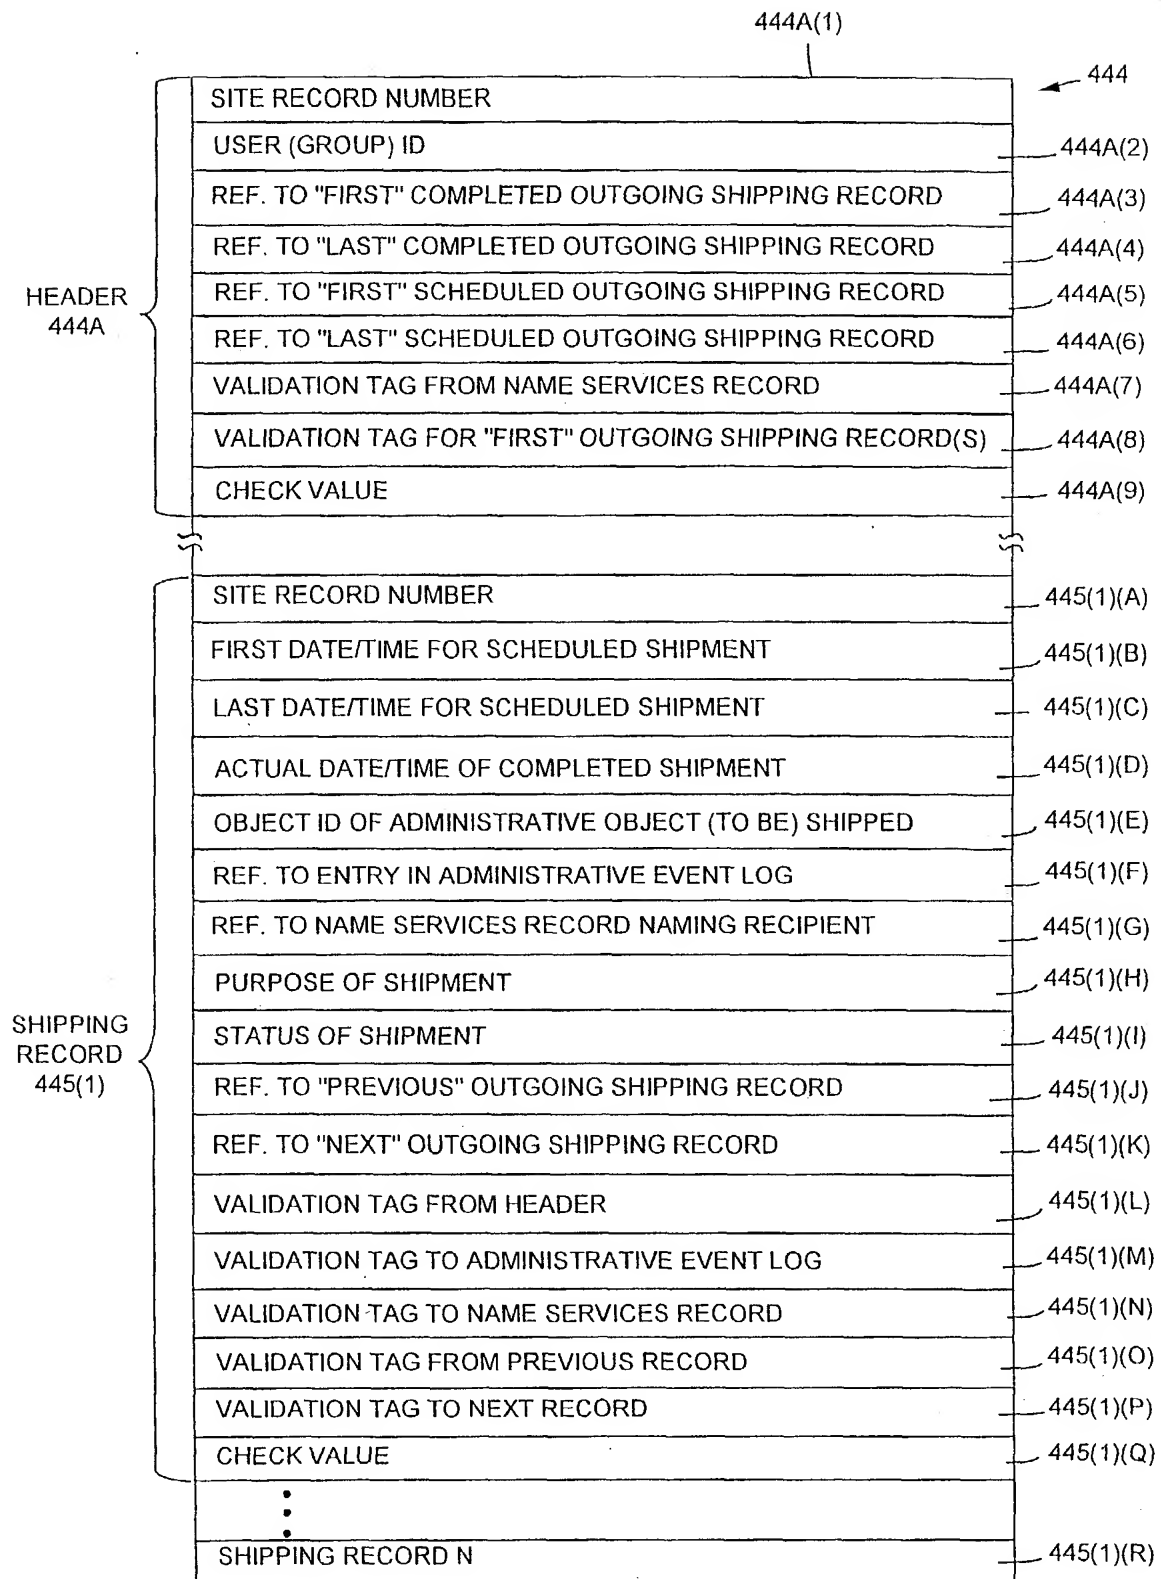 444A(1)
444
SITE RECORD NUMBER
USER (GROUP) ID 444A(2)
REF. TO "FIRST" COMPLETED OUTGOING SHIPPING RECORD 444A(3)
REF. TO "LAST" COMPLETED OUTGOING SHIPPING RECORD 444A(4)
HEADER
444A
REF. TO "FIRST" SCHEDULED OUTGOING SHIPPING RECORD 444A(5)
REF. TO "LAST" SCHEDULED OUTGOING SHIPPING RECORD 444A(6)
VALIDATION TAG FROM NAME SERVICES RECORD 444A(7)
VALIDATION TAG FOR "FIRST" OUTGOING SHIPPING RECORD(S) 444A(8)
CHECK VALUE 444A(9)
SITE RECORD NUMBER 445(1)(A)
FIRST DATE/TIME FOR SCHEDULED SHIPMENT 445(1)(B)
LAST DATE/TIME FOR SCHEDULED SHIPMENT 445(1)(C)
ACTUAL DATE/TIME OF COMPLETED SHIPMENT 445(1)(D)
OBJECT ID OF ADMINISTRATIVE OBJECT (TO BE) SHIPPED 445(1)(E)
REF. TO ENTRY IN ADMINISTRATIVE EVENT LOG 445(1)(F)
REF. TO NAME SERVICES RECORD NAMING RECIPIENT 445(1)(G)
PURPOSE OF SHIPMENT 445(1)(H)
SHIPPING
RECORD
445(1)
STATUS OF SHIPMENT 445(1)(I)
REF. TO "PREVIOUS" OUTGOING SHIPPING RECORD 445(1)(J)
REF. TO "NEXT" OUTGOING SHIPPING RECORD 445(1)(K)
VALIDATION TAG FROM HEADER 445(1)(L)
VALIDATION TAG TO ADMINISTRATIVE EVENT LOG 445(1)(M)
VALIDATION TAG TO NAME SERVICES RECORD 445(1)(N)
VALIDATION TAG FROM PREVIOUS RECORD 445(1)(O)
VALIDATION TAG TO NEXT RECORD 445(1)(P)
CHECK VALUE 445(1)(Q)
SHIPPING RECORD N 445(1)(R)